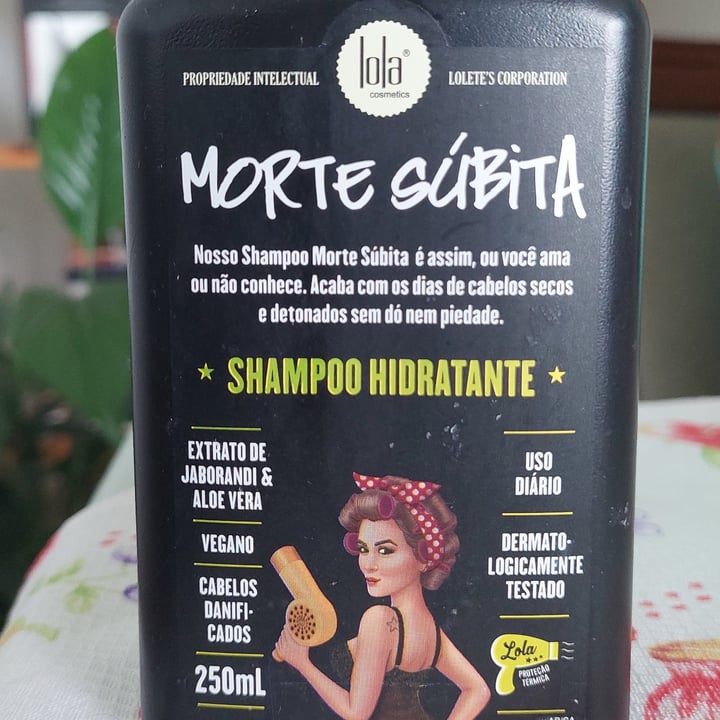 PROPRIEDADE INTELECTUAL
lola®
cosmetics
LOLETE'S CORPORATION
MORTE SÚBITA
Nosso Shampoo Morte Súbita é assim, ou você ama
ou não conhece. Acaba com os dias de cabelos secos
e detonados sem dó nem piedade.
★ SHAMPOO HIDRATANTE ★
EXTRATO DE
JABORANDI &
ALOE VERA
VEGANO
CABELOS
DANIFI-
CADOS
250mL
USO
DIÁRIO
DERMATO-
LOGICAMENTE
TESTADO
Lola
PROTEÇÃO
TÉRMICA